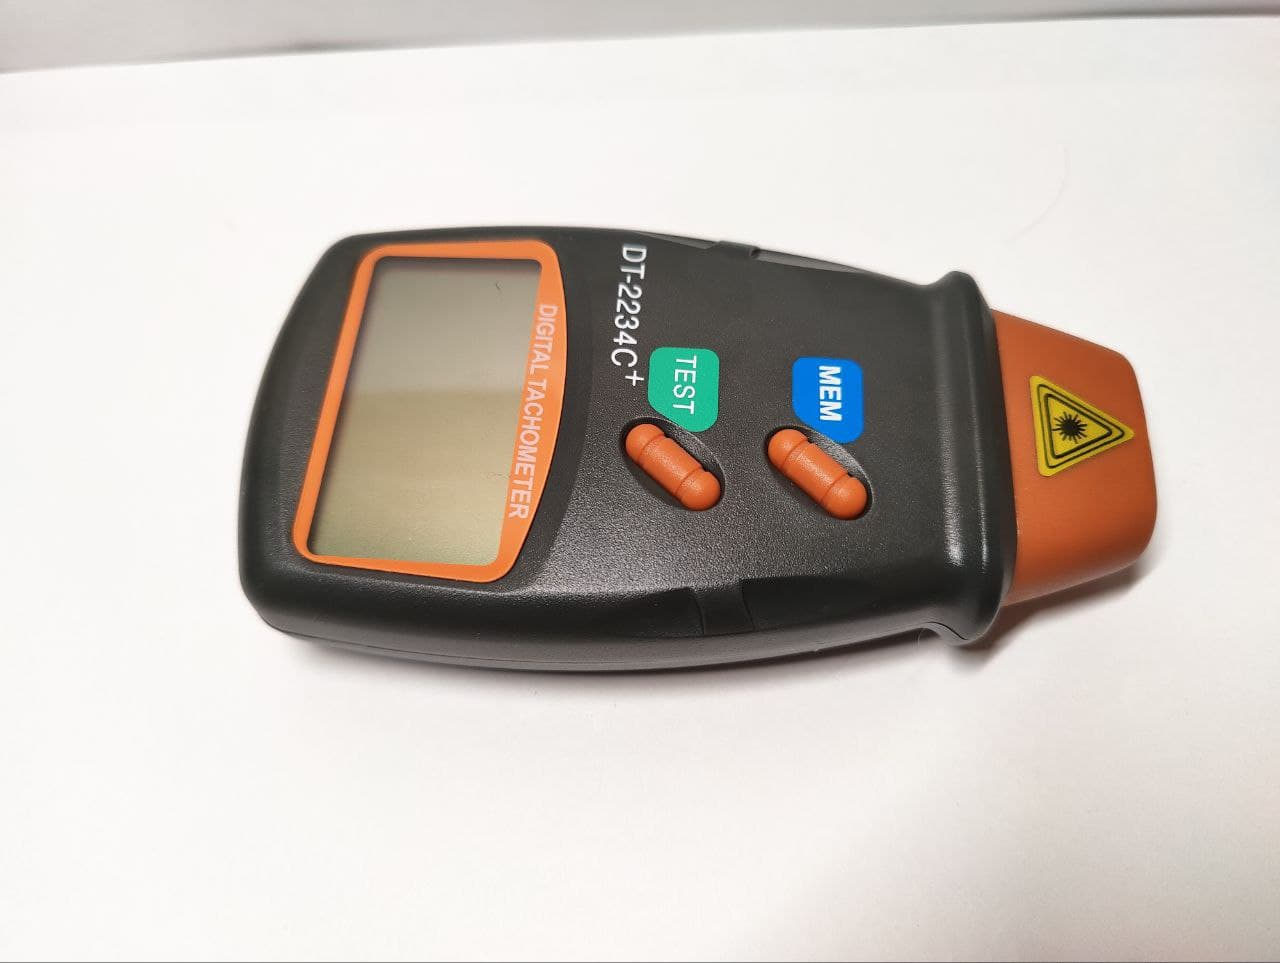 DIGITAL TACHOMETER
DT-2234C+
TEST
MEM